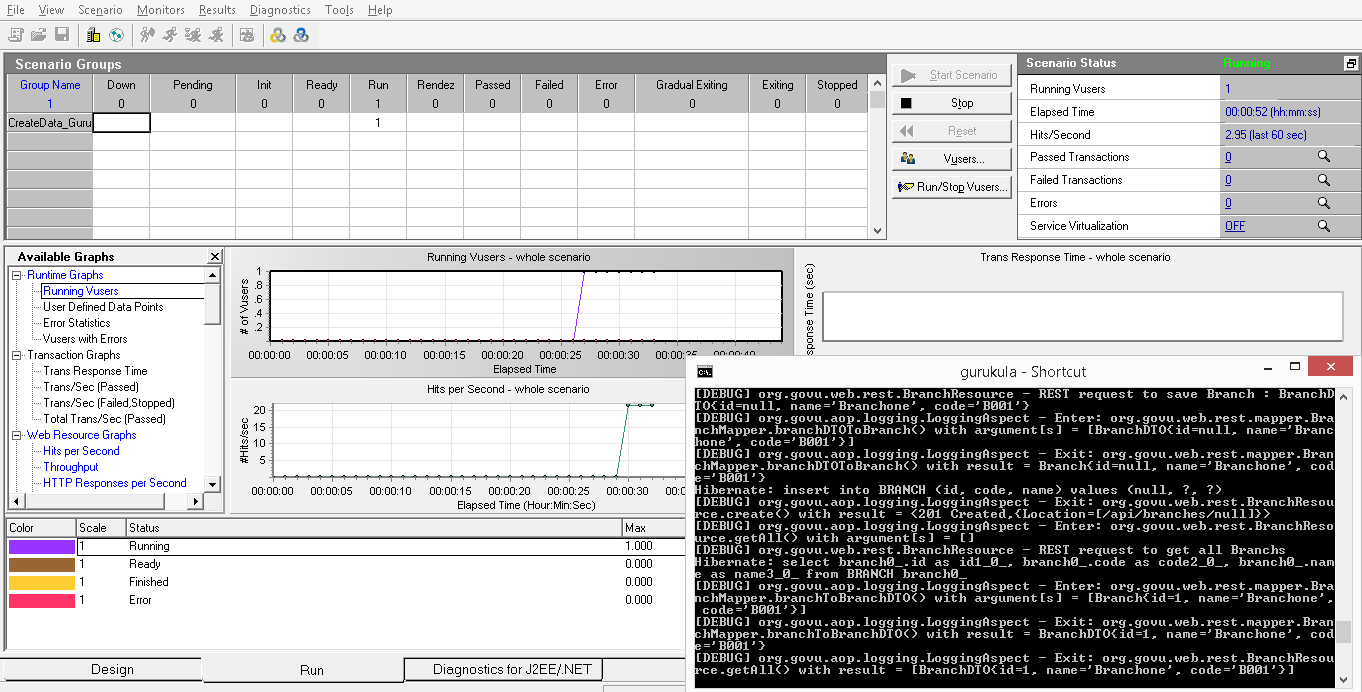 File View Scenario Monitors Results Diagnostics Tools Help
Scenario Groups
Group Name Down Pending Init Ready Run Rendez Passed Failed Error Gradual Exiting Exiting Stopped
1 0 0 0 0 1 0 0 0 0 0 0 0
CreateData_Guru 1
Start Scenario
Stop
Reset
Vusers...
Run/Stop Vusers...
Scenario Status Running
Running Vusers 1
Elapsed Time 00:00:52 (hh:mm:ss)
Hits/Second 2.95 (last 60 sec)
Passed Transactions 0
Failed Transactions 0
Errors 0
Service Virtualization OFF
Available Graphs
Runtime Graphs
Running Vusers
User Defined Data Points
Error Statistics
Vusers with Errors
Transaction Graphs
Trans Response Time
Trans/Sec (Passed)
Trans/Sec (Failed,Stopped)
Total Trans/Sec (Passed)
Web Resource Graphs
Hits per Second
Throughput
HTTP Responses per Second
Running Vusers - whole scenario
# of Vusers
1
.8
.6
.4
.2
00:00:00 00:00:05 00:00:10 00:00:15 00:00:20 00:00:25 00:00:30 00:00:35 00:00:40
Elapsed Time
Hits per Second - whole scenario
#Hits/sec
20
15
10
5
00:00:00 00:00:05 00:00:10 00:00:15 00:00:20 00:00:25 00:00:30 00:0
Elapsed Time (Hour:Min:Sec)
Trans Response Time - whole scenario
sponse Time (sec)
Color Scale Status Max
1 Running 1.000
1 Ready 0.000
1 Finished 0.000
1 Error 0.000
Design Run Diagnostics for J2EE/.NET
C:\.
gurukula - Shortcut
[DEBUG] org.govu.web.rest.BranchResource - REST request to save Branch : BranchD
TO{id=null, name='Branchone', code='B001'}
[DEBUG] org.govu.aop.logging.LoggingAspect - Enter: org.govu.web.rest.mapper.Bra
nchMapper.branchDTOToBranch() with argument[s] = [BranchDTO{id=null, name='Branc
hone', code='B001'}]
[DEBUG] org.govu.aop.logging.LoggingAspect - Exit: org.govu.web.rest.mapper.Bran
chMapper.branchDTOToBranch() with result = Branch{id=null, name='Branchone', cod
e='B001'}
Hibernate: insert into BRANCH (id, code, name) values (null, ?, ?)
[DEBUG] org.govu.aop.logging.LoggingAspect - Exit: org.govu.web.rest.BranchResou
rce.create() with result = <201 Created,{Location=[/api/branches/null]}>
[DEBUG] org.govu.aop.logging.LoggingAspect - Enter: org.govu.web.rest.BranchReso
urce.getAll() with argument[s] = []
[DEBUG] org.govu.web.rest.BranchResource - REST request to get all Branchs
Hibernate: select branch0_.id as id1_0_, branch0_.code as code2_0_, branch0_.nam
e as name3_0_ from BRANCH branch0_
[DEBUG] org.govu.aop.logging.LoggingAspect - Enter: org.govu.web.rest.mapper.Bra
nchMapper.branchToBranchDTO() with argument[s] = [Branch{id=1, name='Branchone',
code='B001'}]
[DEBUG] org.govu.aop.logging.LoggingAspect - Exit: org.govu.web.rest.mapper.Bran
chMapper.branchToBranchDTO() with result = BranchDTO{id=1, name='Branchone', cod
e='B001'}
[DEBUG] org.govu.aop.logging.LoggingAspect - Exit: org.govu.web.rest.BranchResou
rce.getAll() with result = [BranchDTO{id=1, name='Branchone', code='B001'}]